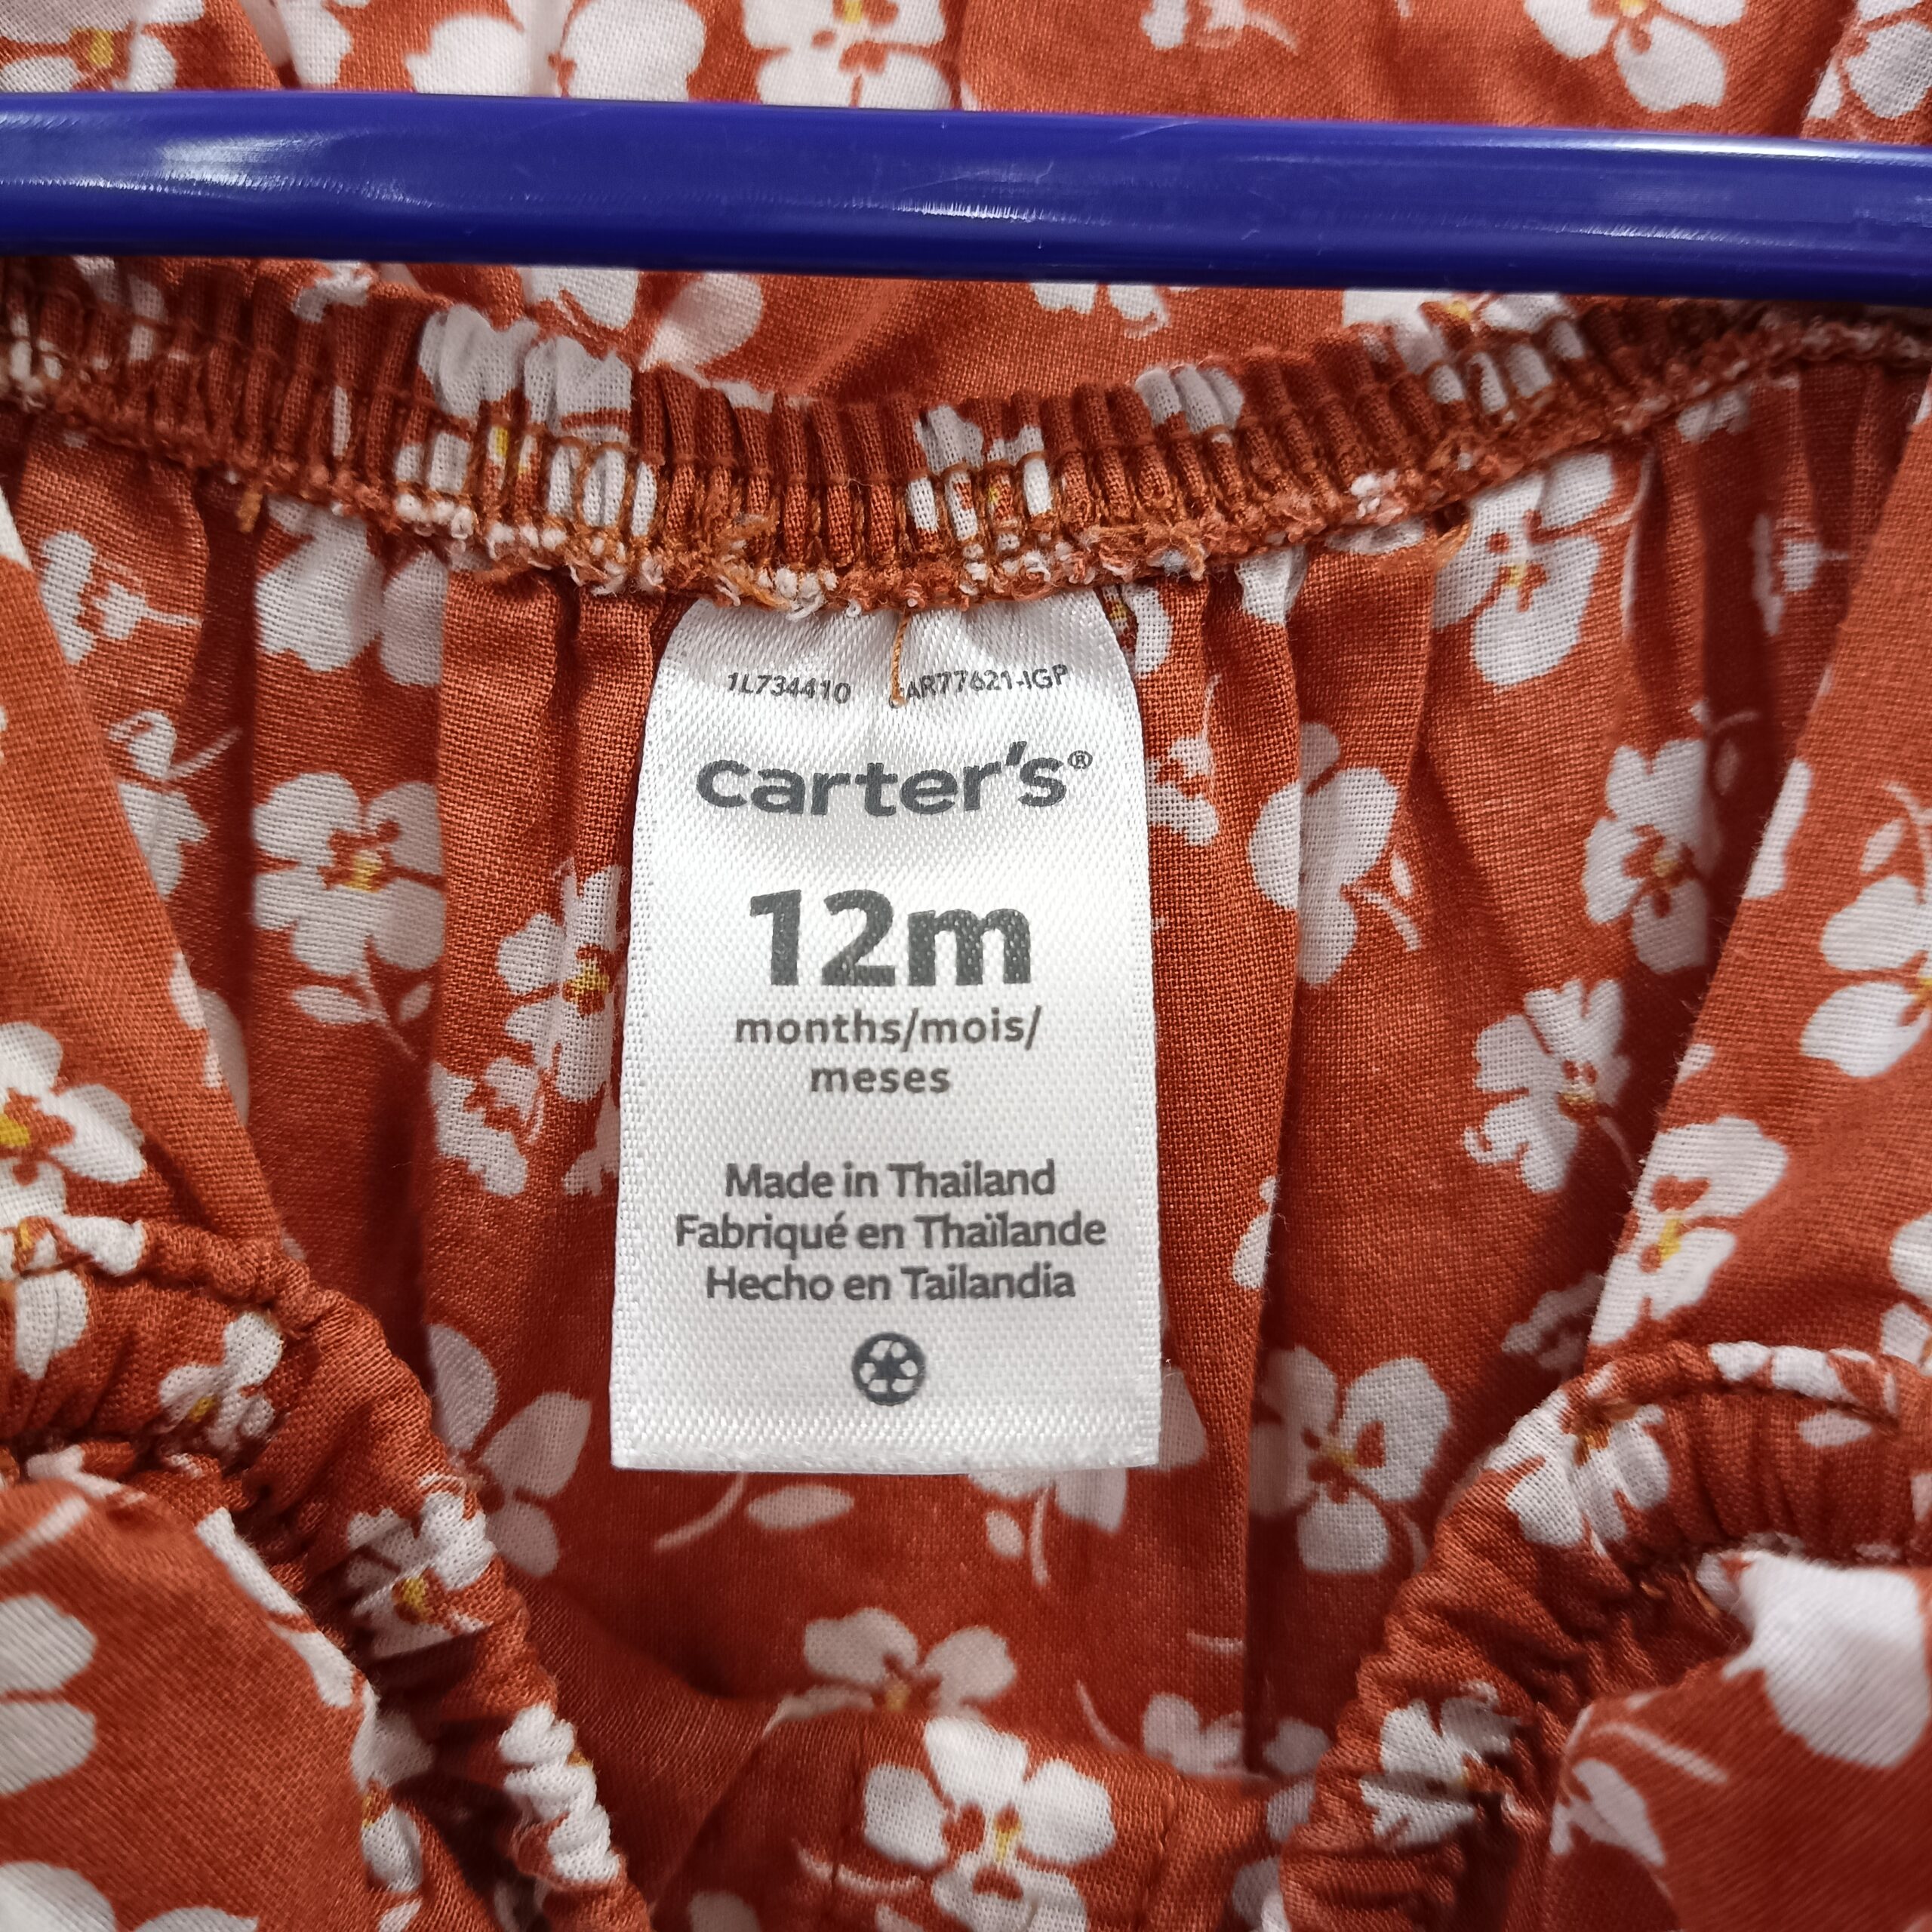 1L734410 CAR77621-IGP
carter's®
12m
months/mois/
meses
Made in Thailand
Fabriqué en Thaïlande
Hecho en Tailandia